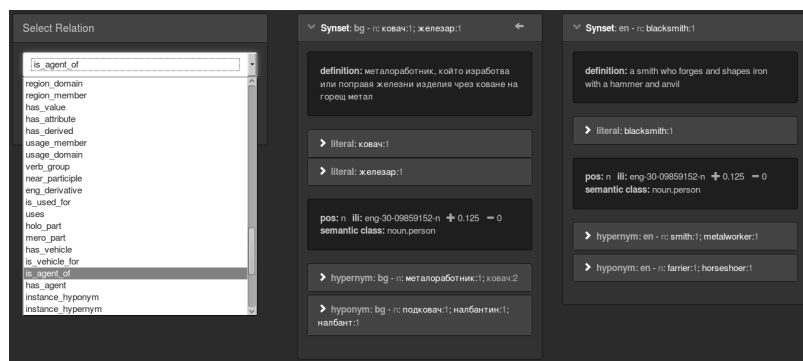 Select Relation
is_agent_of
region_domain
region_member
has_value
has_attribute
has_derived
usage_member
usage_domain
verb_group
near_participle
eng_derivative
is_used_for
uses
holo_part
mero_part
has_vehicle
is_vehicle_for
is_agent_of
has_agent
instance_hyponym
instance_hypernym
Synset: bg - n: ковач:1; железар:1
definition: металоработник, който изработва
или поправя железни изделия чрез коване на
горещ метал
literal: ковач:1
literal: железар:1
pos: n ili: eng-30-09859152-n + 0.125 − 0
semantic class: noun.person
hypernym: bg - n: металоработник:1; ковач:2
hyponym: bg - n: подковач:1; налбантин:1;
налбант:1
Synset: en - n: blacksmith:1
definition: a smith who forges and shapes iron
with a hammer and anvil
literal: blacksmith:1
pos: n ili: eng-30-09859152-n + 0.125 − 0
semantic class: noun.person
hypernym: en - n: smith:1; metalworker:1
hyponym: en - n: farrier:1; horseshoer:1